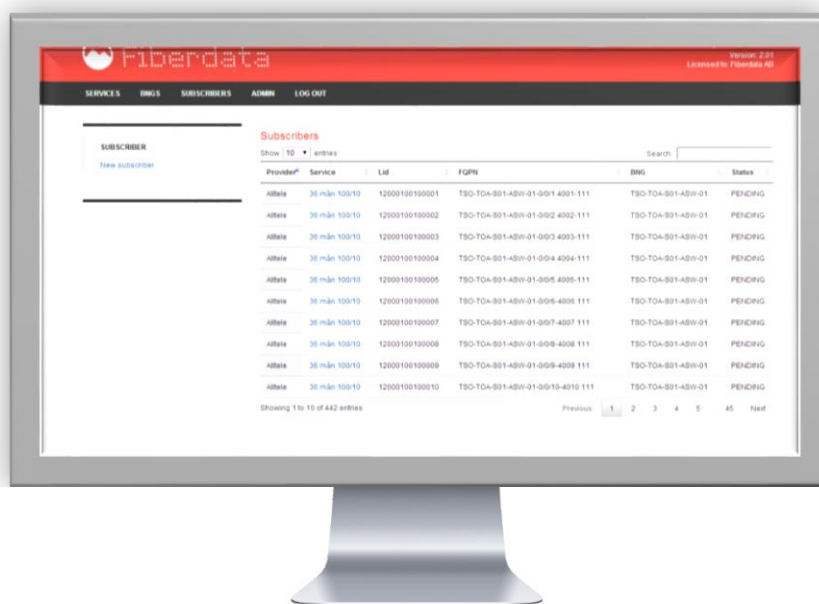 Fiberdata
Version: 2.01
Licensed to: Fiberdata AB
SERVICES BNGS SUBSCRIBERS ADMIN LOG OUT
SUBSCRIBER
New subscriber
Subscribers
Show 10 entries Search
Provider Service Lid FQPN BNG Status
Alltele 36 mån 100/10 12000100100001 TSO-TOA-S01-ASW-01-0/0/1.4001-111 TSO-TOA-S01-ASW-01 PENDING
Alltele 36 mån 100/10 12000100100002 TSO-TOA-S01-ASW-01-0/0/2.4002-111 TSO-TOA-S01-ASW-01 PENDING
Alltele 36 mån 100/10 12000100100003 TSO-TOA-S01-ASW-01-0/0/3.4003-111 TSO-TOA-S01-ASW-01 PENDING
Alltele 36 mån 100/10 12000100100004 TSO-TOA-S01-ASW-01-0/0/4.4004-111 TSO-TOA-S01-ASW-01 PENDING
Alltele 36 mån 100/10 12000100100005 TSO-TOA-S01-ASW-01-0/0/5.4005-111 TSO-TOA-S01-ASW-01 PENDING
Alltele 36 mån 100/10 12000100100006 TSO-TOA-S01-ASW-01-0/0/6-4006.111 TSO-TOA-S01-ASW-01 PENDING
Alltele 36 mån 100/10 12000100100007 TSO-TOA-S01-ASW-01-0/0/7-4007.111 TSO-TOA-S01-ASW-01 PENDING
Alltele 36 mån 100/10 12000100100008 TSO-TOA-S01-ASW-01-0/0/8-4008.111 TSO-TOA-S01-ASW-01 PENDING
Alltele 36 mån 100/10 12000100100009 TSO-TOA-S01-ASW-01-0/0/9-4009.111 TSO-TOA-S01-ASW-01 PENDING
Alltele 36 mån 100/10 12000100100010 TSO-TOA-S01-ASW-01-0/0/10-4010.111 TSO-TOA-S01-ASW-01 PENDING
Showing 1 to 10 of 442 entries Previous 1 2 3 4 5 45 Next